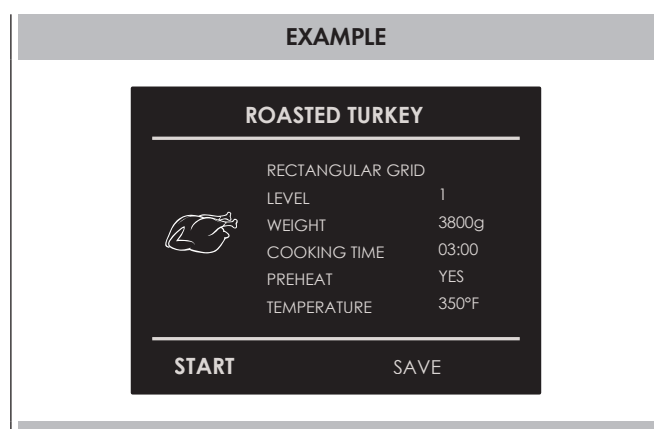 EXAMPLE
ROASTED TURKEY
RECTANGULAR GRID
LEVEL 1
WEIGHT 3800g
COOKING TIME 03:00
PREHEAT YES
TEMPERATURE 350°F
START SAVE